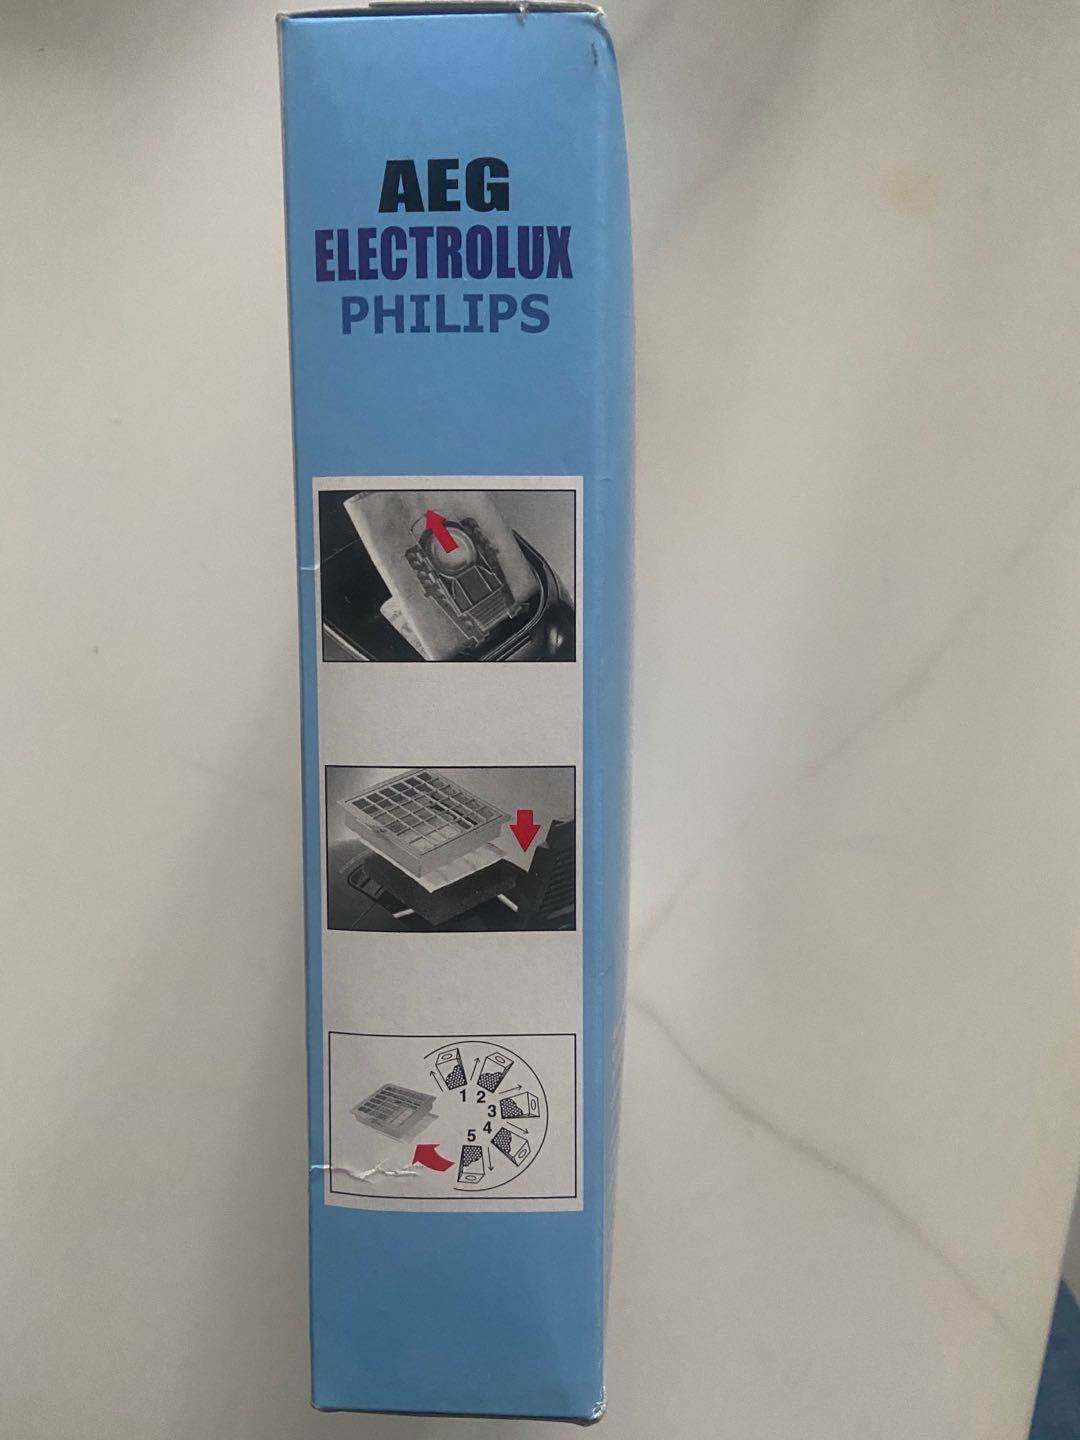 AEG
ELECTROLUX
PHILIPS
1 2
3
4
5